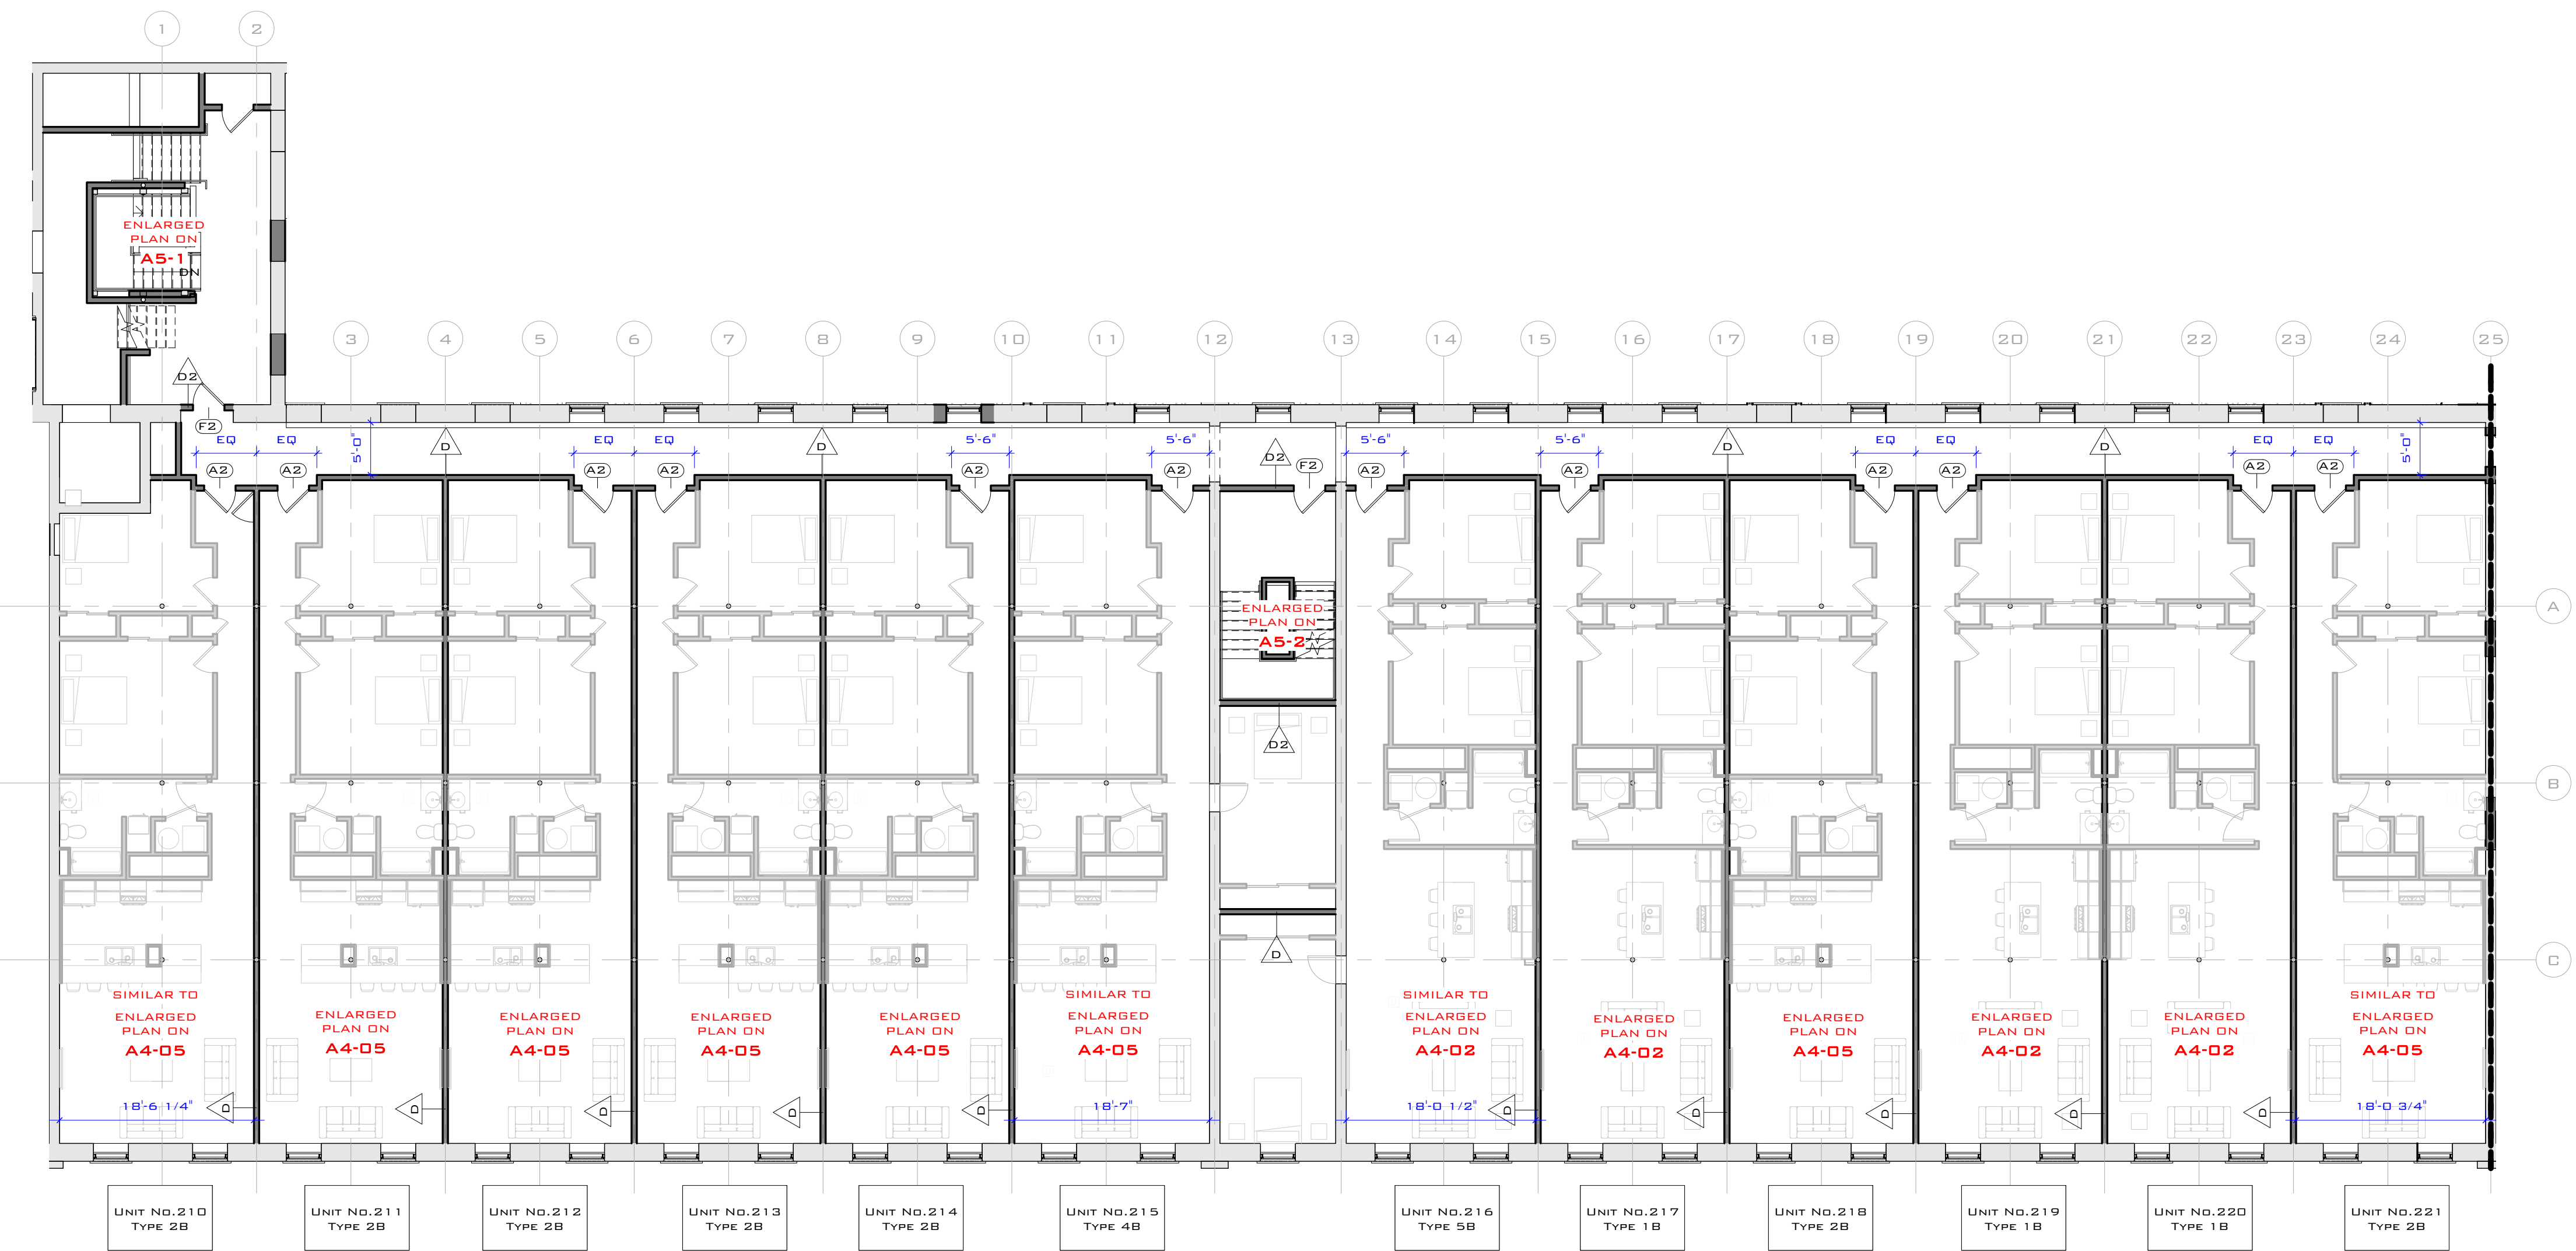 1
2
ENLARGED
PLAN ON
A5-1
DN
3
4
5
6
7
8
9
10
11
12
13
14
15
16
17
18
19
20
21
22
23
24
25
D2
F2
EQ
EQ
5'-0"
D
EQ
EQ
D
5'-6"
5'-6"
D2
F2
5'-6"
5'-6"
D
EQ
EQ
D
EQ
EQ
5'-0"
A2
A2
A2
A2
A2
A2
A2
A2
A2
A2
A2
A2
ENLARGED
PLAN ON
A5-2
A
D2
B
D
C
SIMILAR TO
ENLARGED
PLAN ON
A4-05
ENLARGED
PLAN ON
A4-05
ENLARGED
PLAN ON
A4-05
ENLARGED
PLAN ON
A4-05
ENLARGED
PLAN ON
A4-05
SIMILAR TO
ENLARGED
PLAN ON
A4-05
SIMILAR TO
ENLARGED
PLAN ON
A4-02
ENLARGED
PLAN ON
A4-02
ENLARGED
PLAN ON
A4-05
ENLARGED
PLAN ON
A4-02
ENLARGED
PLAN ON
A4-02
SIMILAR TO
ENLARGED
PLAN ON
A4-05
18'-6 1/4"
D
D
D
D
D
18'-7"
18'-0 1/2"
D
D
D
D
D
18'-0 3/4"
Unit No.210
Type 2B
Unit No.211
Type 2B
Unit No.212
Type 2B
Unit No.213
Type 2B
Unit No.214
Type 2B
Unit No.215
Type 4B
Unit No.216
Type 5B
Unit No.217
Type 1B
Unit No.218
Type 2B
Unit No.219
Type 1B
Unit No.220
Type 1B
Unit No.221
Type 2B